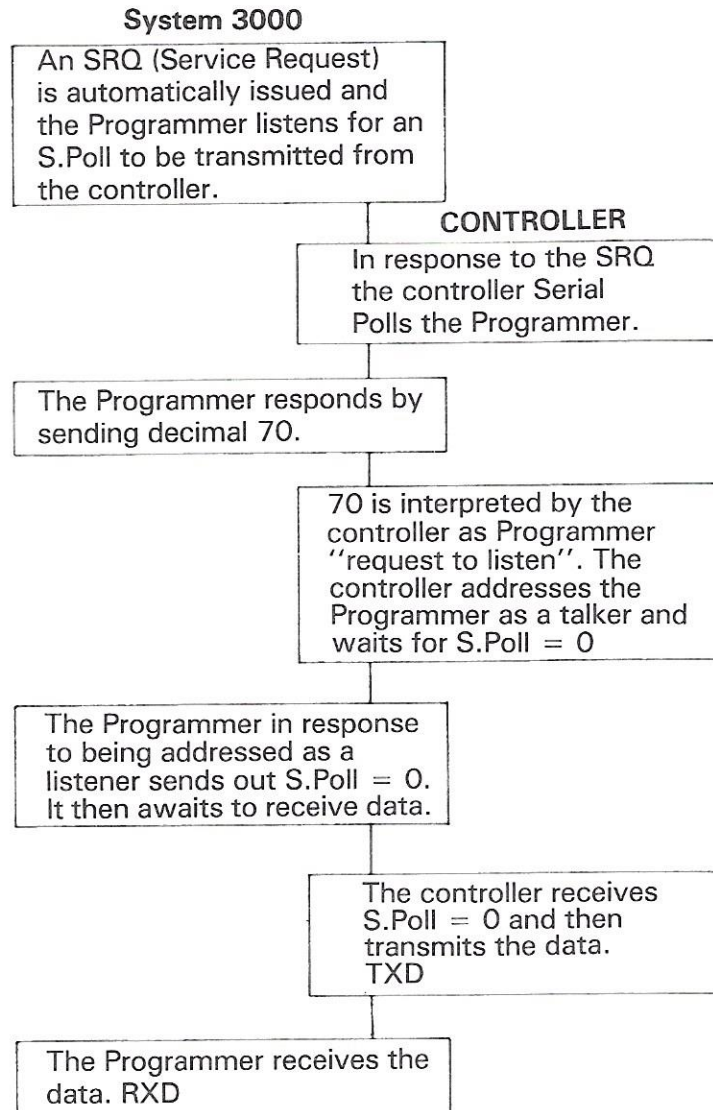 System 3000
An SRQ (Service Request)
is automatically issued and
the Programmer listens for an
S.Poll to be transmitted from
the controller.
CONTROLLER
In response to the SRQ
the controller Serial
Polls the Programmer.
The Programmer responds by
sending decimal 70.
70 is interpreted by the
controller as Programmer
‘‘request to listen’’. The
controller addresses the
Programmer as a talker and
waits for S.Poll = 0
The Programmer in response
to being addressed as a
listener sends out S.Poll = 0.
It then awaits to receive data.
The controller receives
S.Poll = 0 and then
transmits the data.
TXD
The Programmer receives the
data. RXD